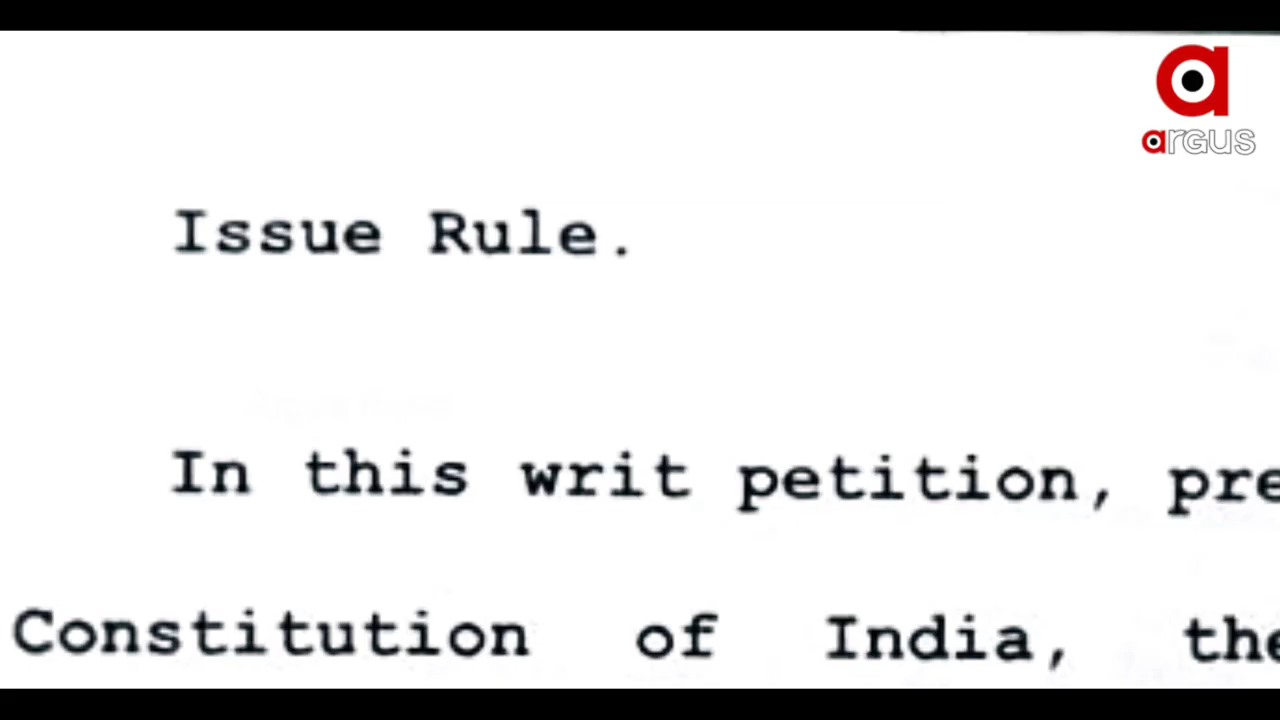 argus
Issue Rule.
In this writ petition,
Constitution of India,